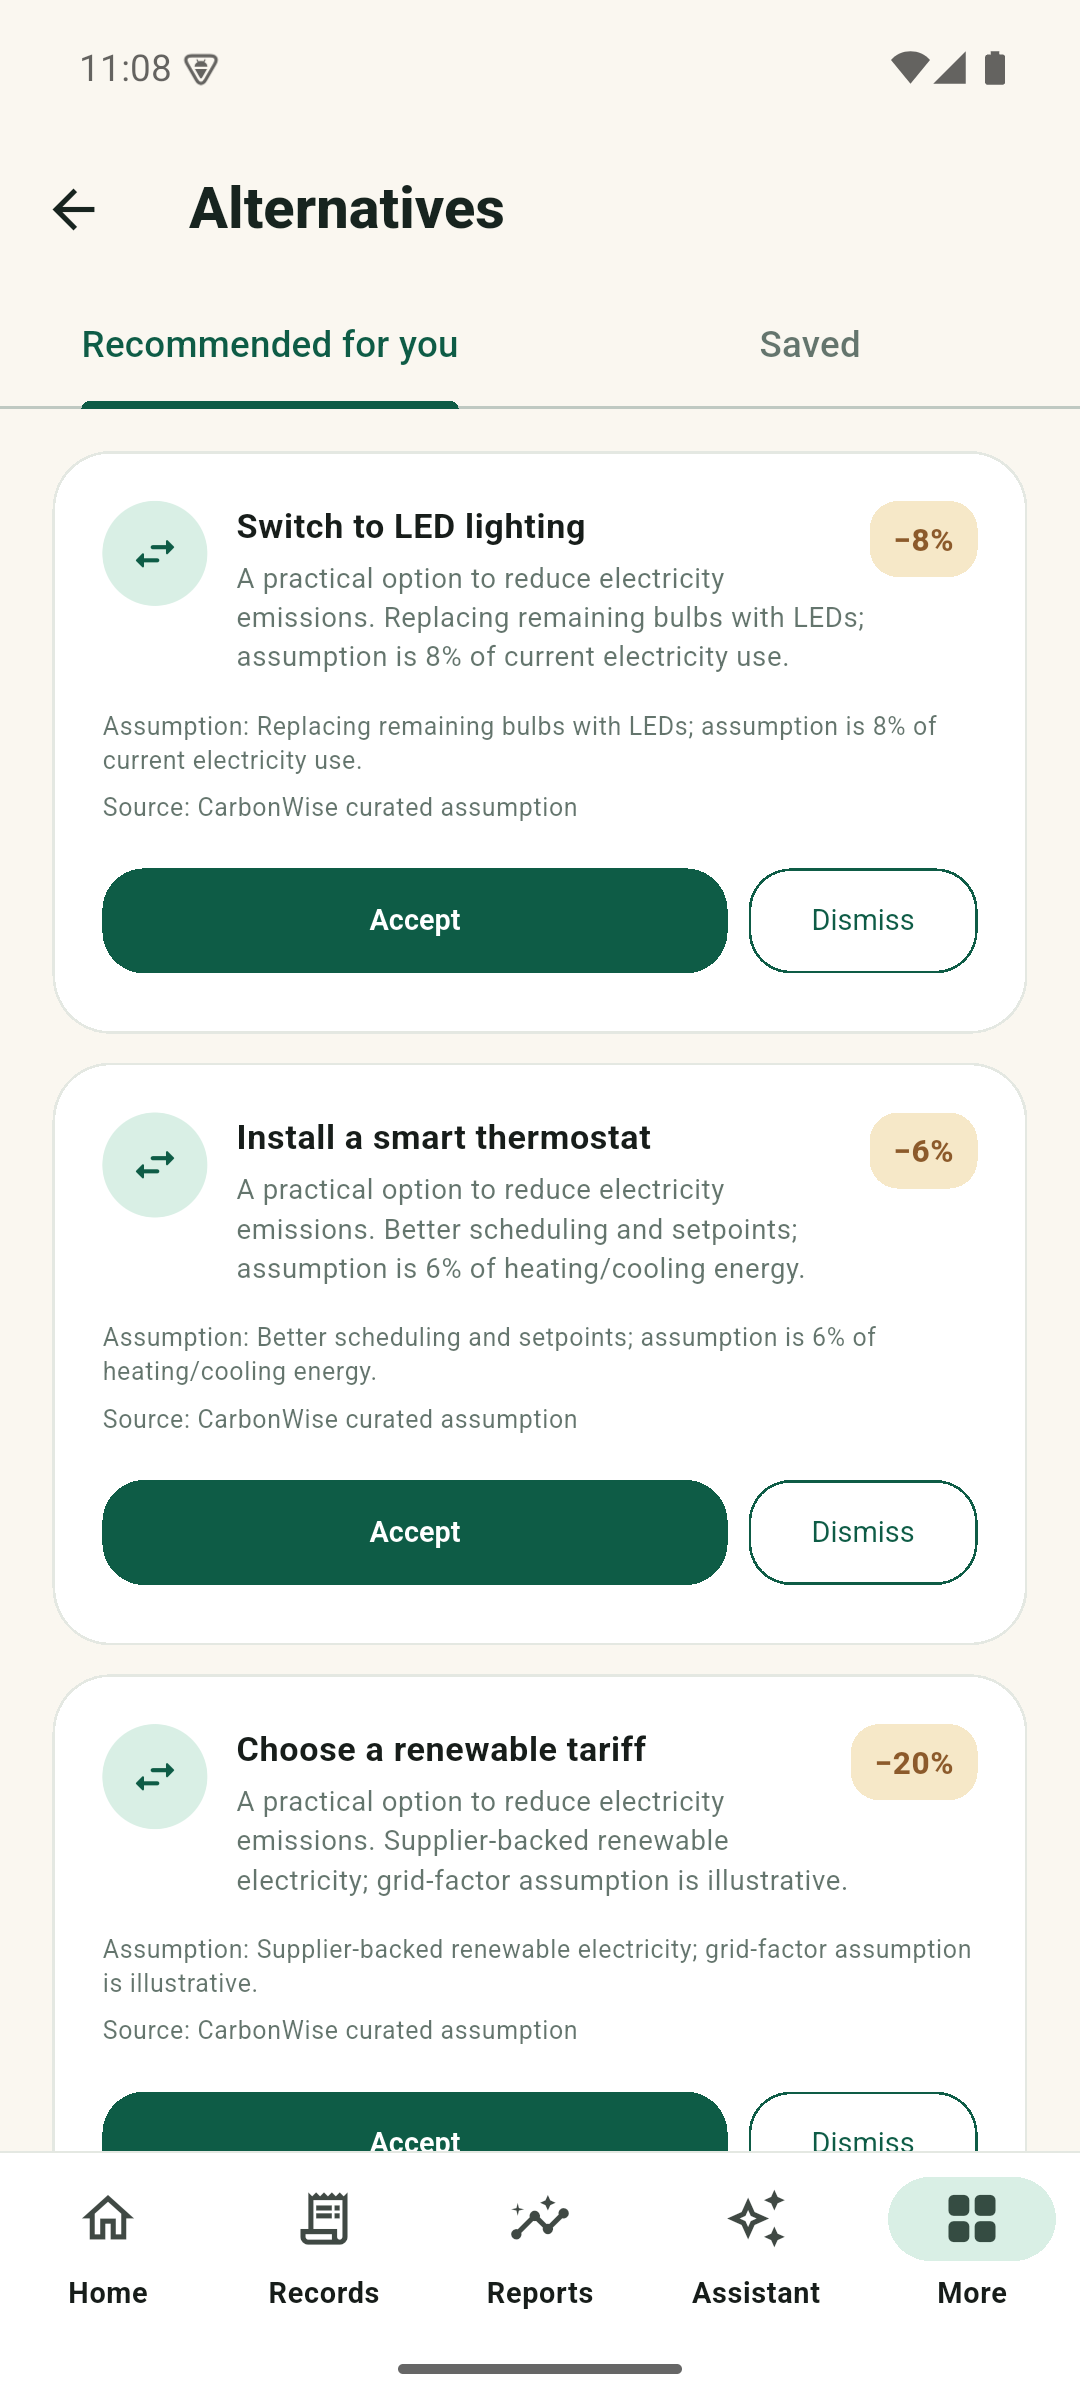 11:08
Alternatives
Recommended for you
Saved
Switch to LED lighting
−8%
A practical option to reduce electricity
emissions. Replacing remaining bulbs with LEDs;
assumption is 8% of current electricity use.
Assumption: Replacing remaining bulbs with LEDs; assumption is 8% of
current electricity use.
Source: CarbonWise curated assumption
Accept
Dismiss
Install a smart thermostat
−6%
A practical option to reduce electricity
emissions. Better scheduling and setpoints;
assumption is 6% of heating/cooling energy.
Assumption: Better scheduling and setpoints; assumption is 6% of
heating/cooling energy.
Source: CarbonWise curated assumption
Accept
Dismiss
Choose a renewable tariff
−20%
A practical option to reduce electricity
emissions. Supplier-backed renewable
electricity; grid-factor assumption is illustrative.
Assumption: Supplier-backed renewable electricity; grid-factor assumption
is illustrative.
Source: CarbonWise curated assumption
Accept
Dismiss
Home
Records
Reports
Assistant
More